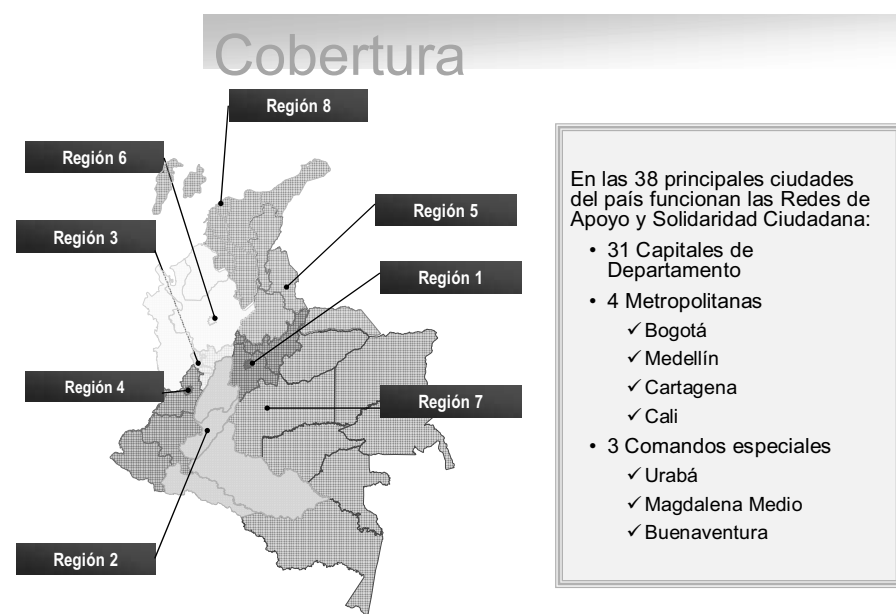 Cobertura
Región 8
Región 6
Región 5
Región 3
Región 1
Región 4
Región 7
Región 2
En las 38 principales ciudades
del país funcionan las Redes de
Apoyo y Solidaridad Ciudadana:
• 31 Capitales de
Departamento
• 4 Metropolitanas
✓ Bogotá
✓ Medellín
✓ Cartagena
✓ Cali
• 3 Comandos especiales
✓ Urabá
✓ Magdalena Medio
✓ Buenaventura